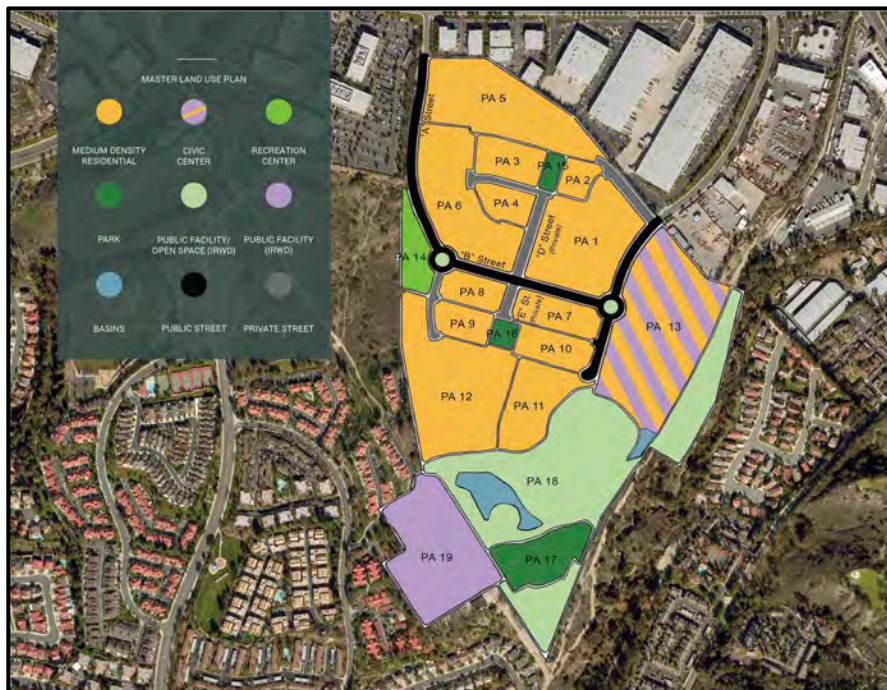 MASTER LAND USE PLAN
MEDIUM DENSITY
RESIDENTIAL
CIVIC
CENTER
RECREATION
CENTER
PARK
PUBLIC FACILITY/
OPEN SPACE (IRWD)
PUBLIC FACILITY
(IRWD)
BASINS
PUBLIC STREET
PRIVATE STREET
"A" Street
PA 5
PA 3
PA 15
PA 2
PA 4
PA 6
"D" Street
(Private)
PA 1
PA 14
"B" Street
PA 8
"E" St.
(Private)
PA 7
PA 13
PA 9
PA 16
PA 10
PA 12
PA 11
PA 18
PA 19
PA 17